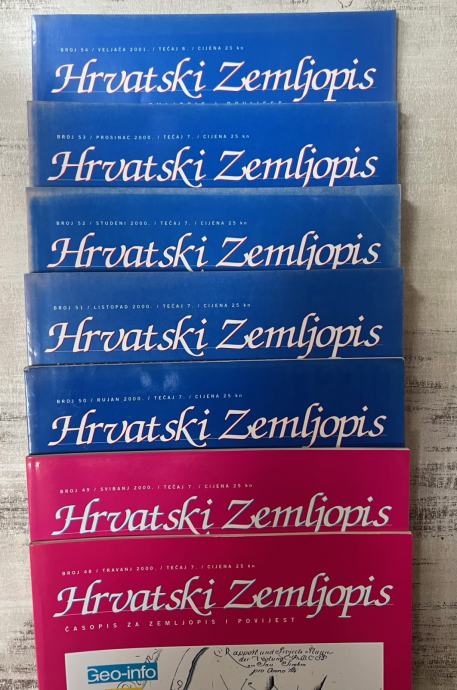 BROJ 54 / VELJAČA 2001. / TEČAJ 8. / CIJENA 25 kn
Hrvatski Zemljopis
BROJ 53 / PROSINAC 2000. / TEČAJ 7. / CIJENA 25 kn
Hrvatski Zemljopis
BROJ 52 / STUDENI 2000. / TEČAJ 7. / CIJENA 25 kn
Hrvatski Zemljopis
BROJ 51 / LISTOPAD 2000. / TEČAJ 7. / CIJENA 25 kn
Hrvatski Zemljopis
BROJ 50 / RUJAN 2000. / TEČAJ 7. / CIJENA 25 kn
Hrvatski Zemljopis
BROJ 49 / SVIBANJ 2000. / TEČAJ 7. / CIJENA 25 kn
Hrvatski Zemljopis
BROJ 48 / TRAVANJ 2000. / TEČAJ 7. / CIJENA 25 kn
Hrvatski Zemljopis
ČASOPIS ZA ZEMLJOPIS I POVIJEST
Geo-info
Rapport und
der Vestung